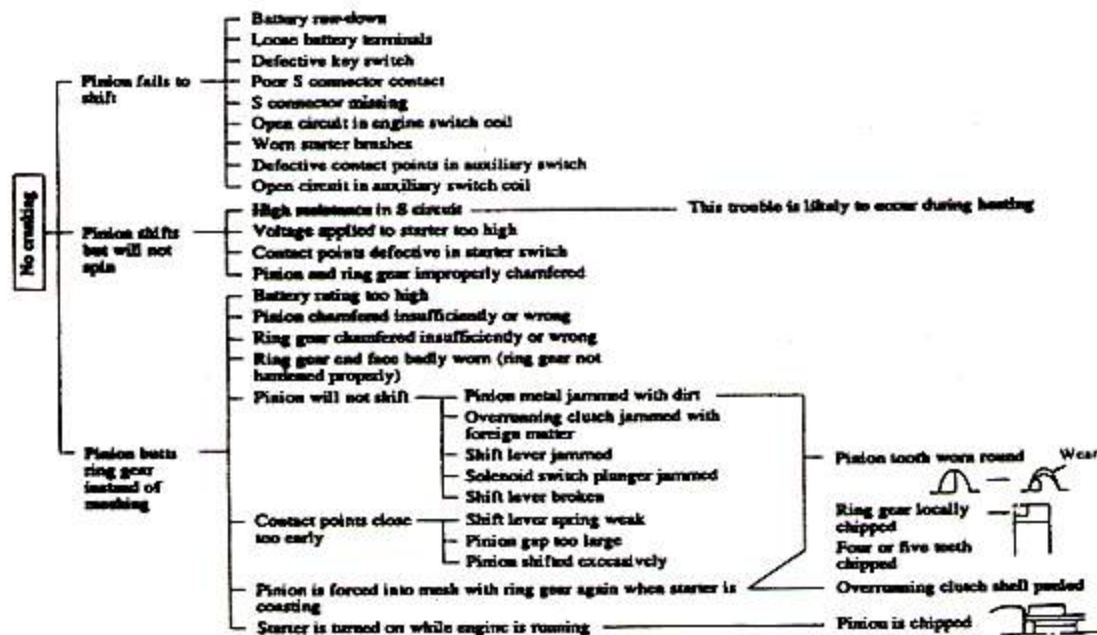 No cranking
Pinion fails to
shift
Battery run-down
Loose battery terminals
Defective key switch
Poor S connector contact
S connector missing
Open circuit in engine switch coil
Worn starter brushes
Defective contact points in auxiliary switch
Open circuit in auxiliary switch coil
Pinion shifts
but will not
spin
High resistance in S circuit
This trouble is likely to occur during heating
Voltage applied to starter too high
Contact points defective in starter switch
Pinion and ring gear improperly chamfered
Pinion butts
ring gear
instead of
meshing
Battery rating too high
Pinion chamfered insufficiently or wrong
Ring gear chamfered insufficiently or wrong
Ring gear end face badly worn (ring gear not
hardened properly)
Pinion will not shift
Pinion metal jammed with dirt
Overrunning clutch jammed with
foreign matter
Shift lever jammed
Solenoid switch plunger jammed
Shift lever broken
Contact points close
too early
Shift lever spring weak
Pinion gap too large
Pinion shifted excessively
Pinion is forced into mesh with ring gear again when starter is
coasting
Starter is turned on while engine is running
Pinion tooth worn round
Wear
Ring gear locally
chipped
Four or five teeth
chipped
Overrunning clutch shell peeled
Pinion is chipped